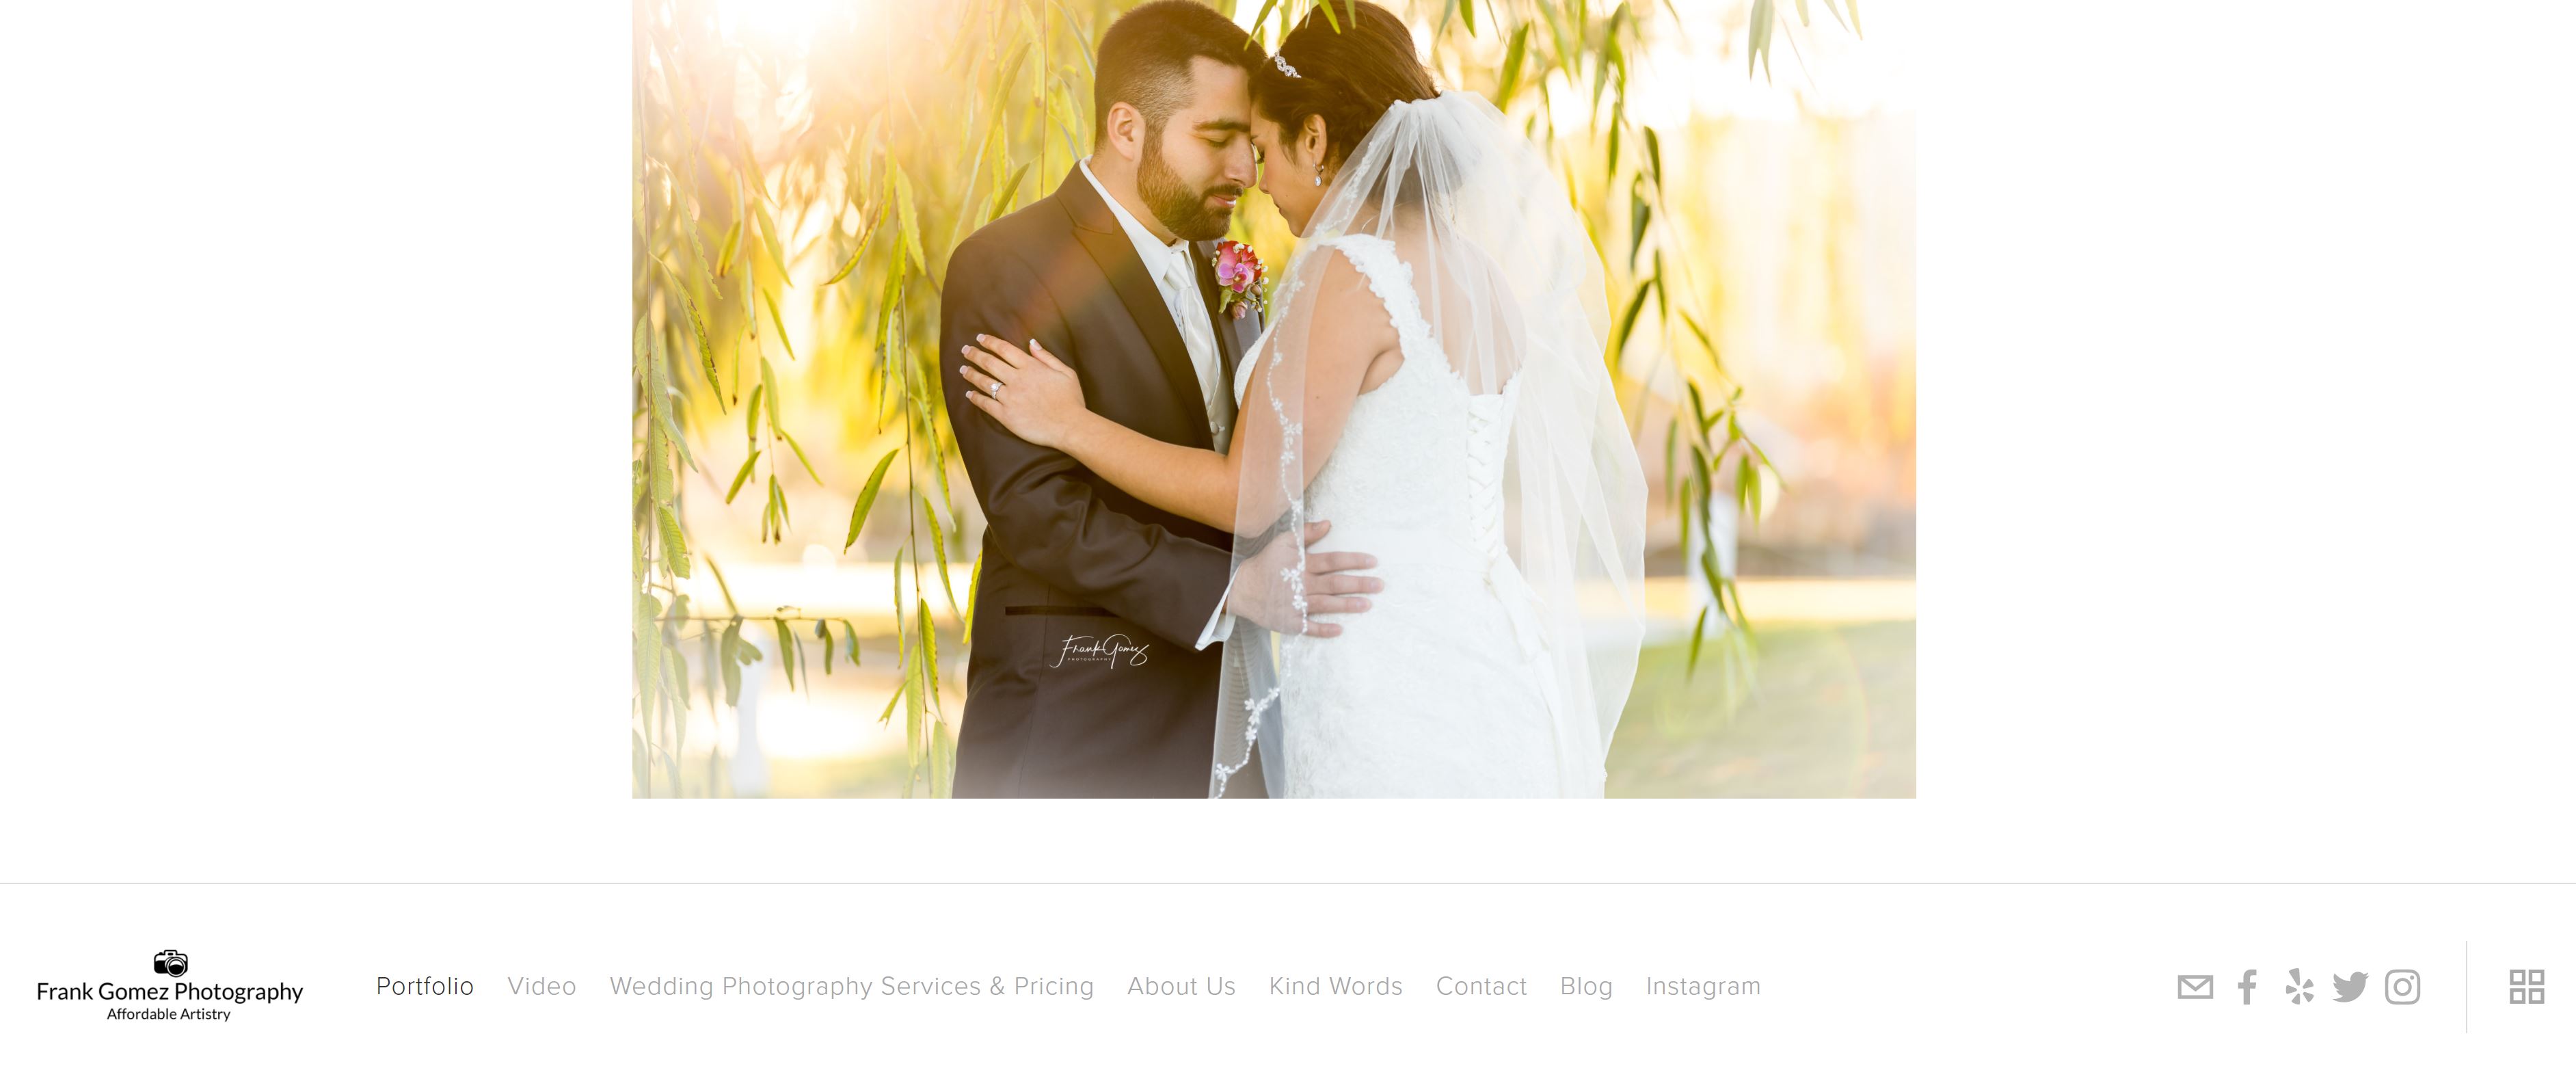 Frank Gomez
PHOTOGRAPHY
Frank Gomez Photography
Affordable Artistry
Portfolio Video Wedding Photography Services & Pricing About Us Kind Words Contact Blog Instagram